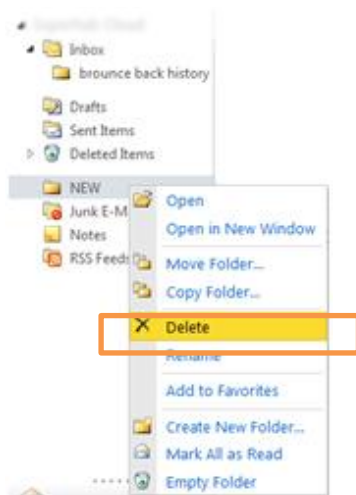 Inbox
brounce back history
Drafts
Sent Items
Deleted Items
NEW
Junk E-M
Notes
RSS Feeds
Open
Open in New Window
Move Folder...
Copy Folder...
Delete
Rename
Add to Favorites
Create New Folder...
Mark All as Read
Empty Folder